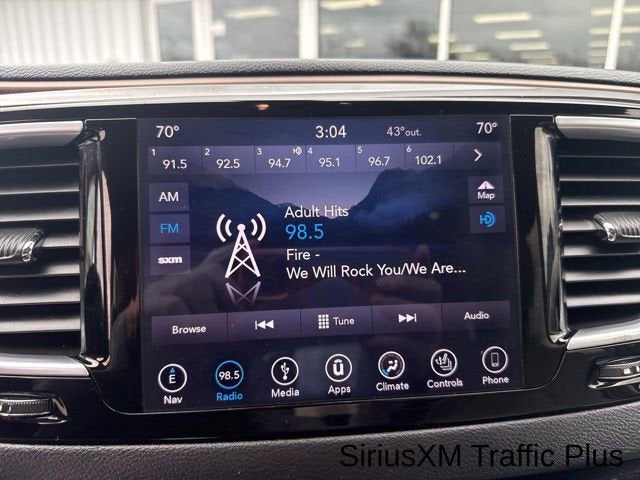 70° 3:04 43°out. 70°
1 91.5 2 92.5 3 HD 94.7 4 95.1 5 96.7 6 102.1
AM
Map
FM
HD
sxm
Adult Hits
98.5
Fire -
We Will Rock You/We Are...
Browse Tune Audio
E 98.5
Nav Radio Media Apps Climate Controls Phone
SiriusXM Traffic Plus